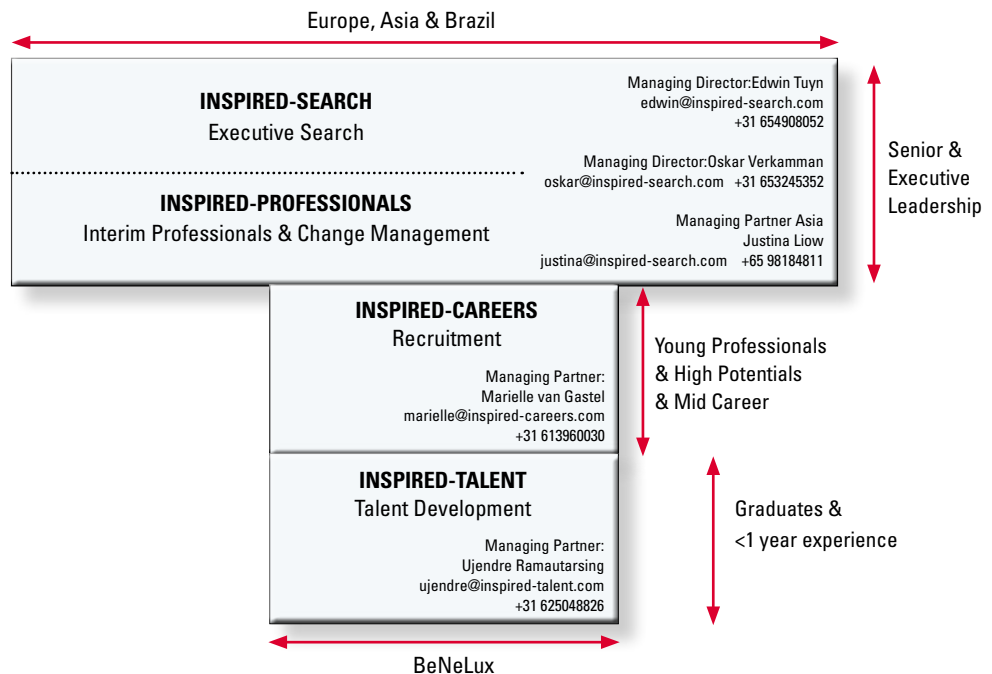 Europe, Asia & Brazil
INSPIRED-SEARCH
Executive Search
Managing Director:Edwin Tuyn
edwin@inspired-search.com
+31 654908052
Managing Director:Oskar Verkamman
oskar@inspired-search.com +31 653245352
INSPIRED-PROFESSIONALS
Interim Professionals & Change Management
Managing Partner Asia
Justina Liow
justina@inspired-search.com +65 98184811
Senior &
Executive
Leadership
INSPIRED-CAREERS
Recruitment
Managing Partner:
Marielle van Gastel
marielle@inspired-careers.com
+31 613960030
Young Professionals
& High Potentials
& Mid Career
INSPIRED-TALENT
Talent Development
Managing Partner:
Ujendre Ramautarsing
ujendre@inspired-talent.com
+31 625048826
Graduates &
<1 year experience
BeNeLux